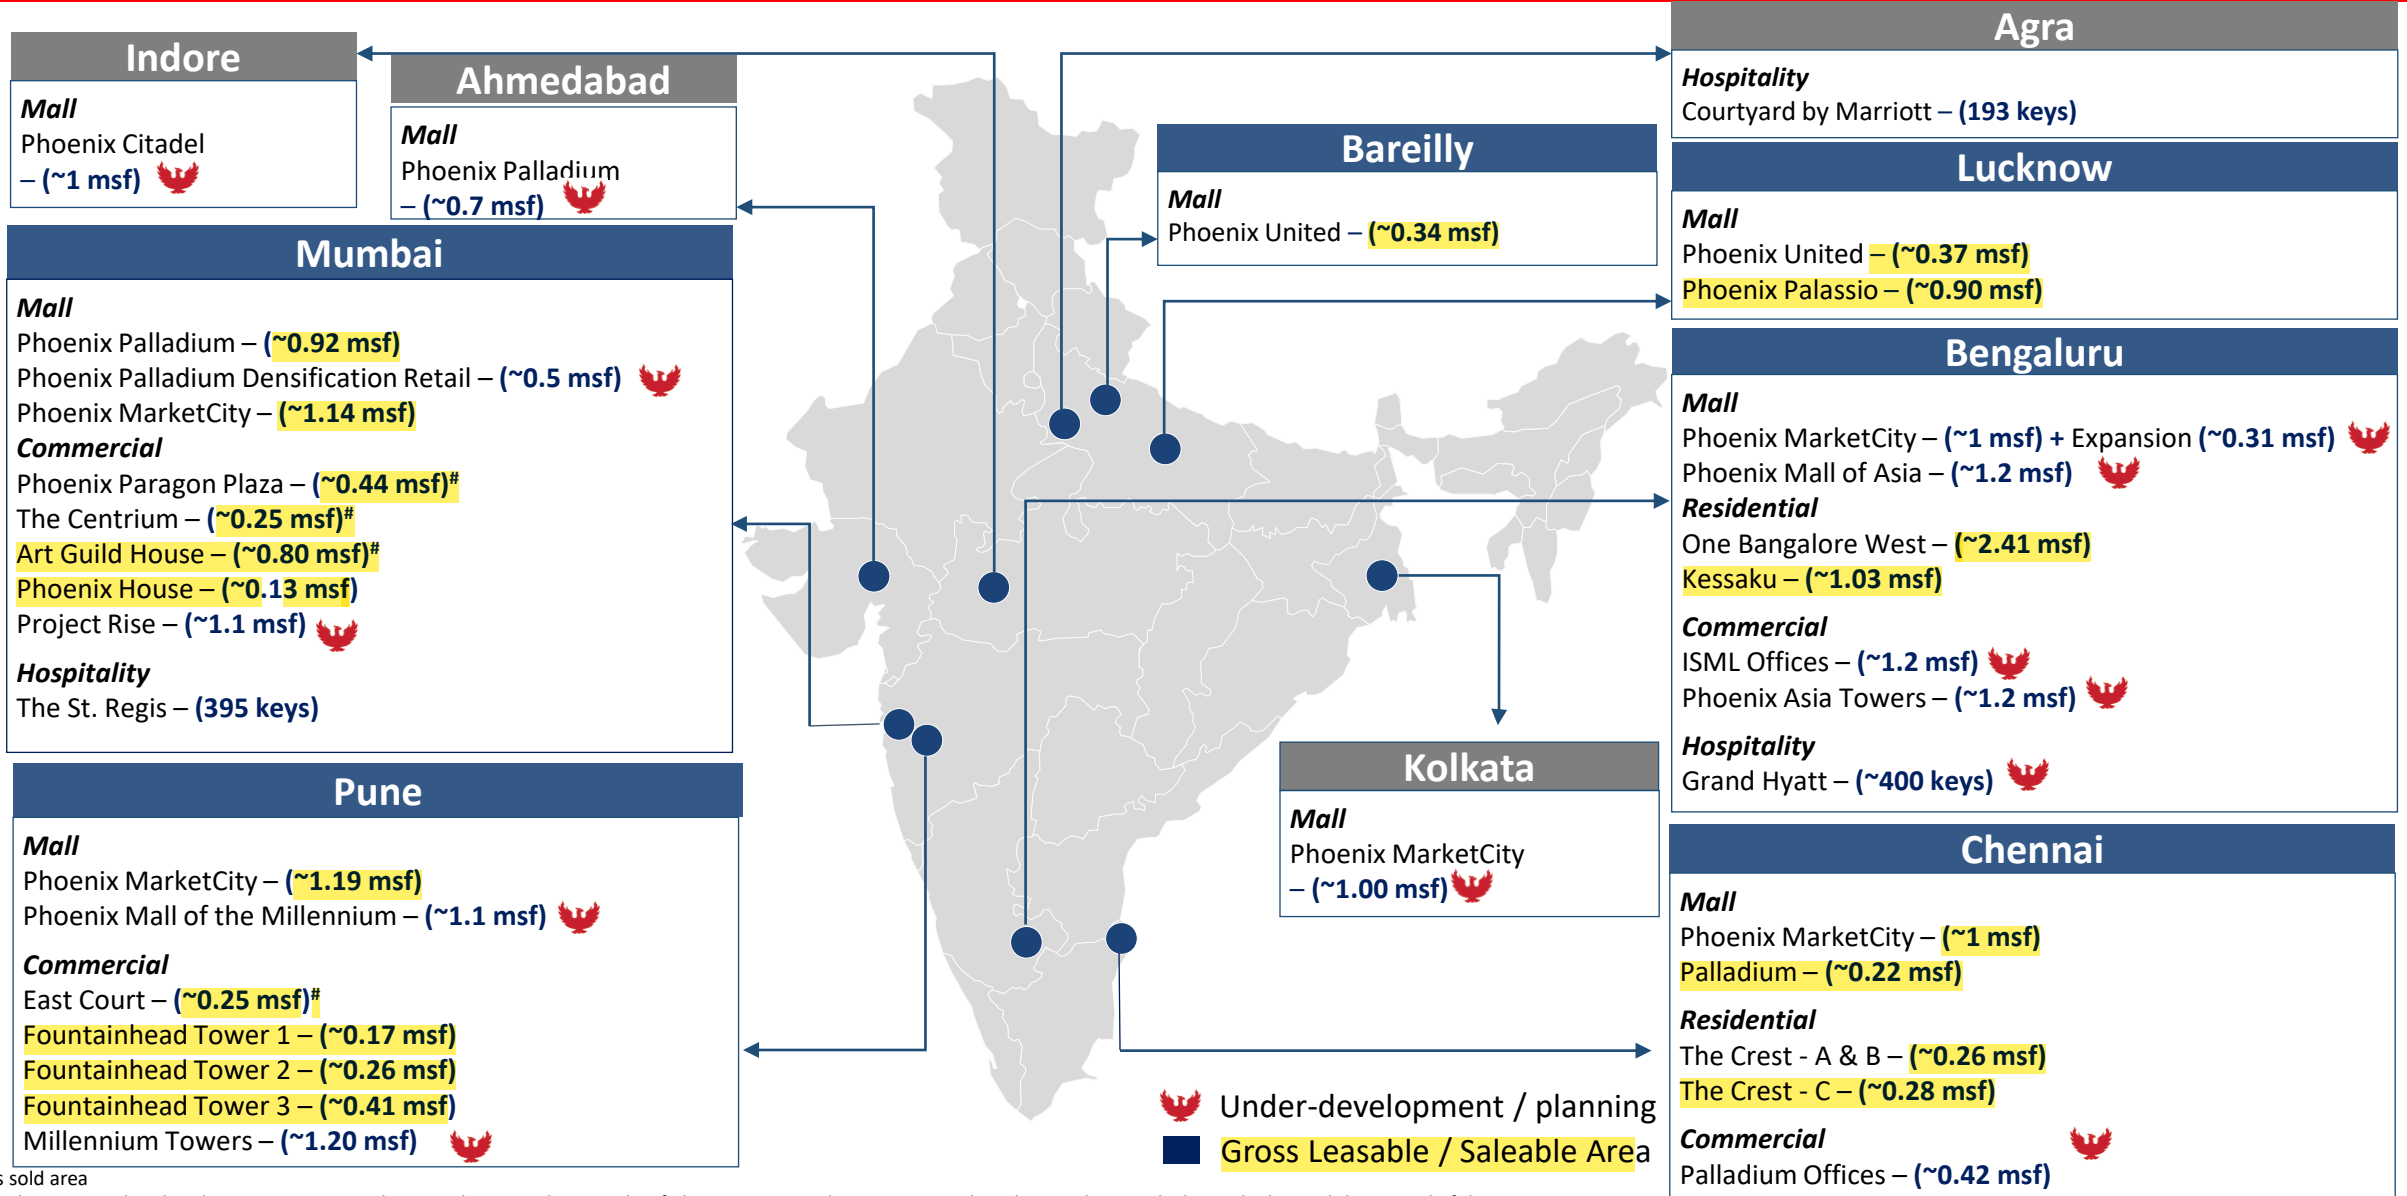 Indore
Mall
Phoenix Citadel
– (~1 msf)
Ahmedabad
Mall
Phoenix Palladium
– (~0.7 msf)
Mumbai
Mall
Phoenix Palladium – (~0.92 msf)
Phoenix Palladium Densification Retail – (~0.5 msf)
Phoenix MarketCity – (~1.14 msf)
Commercial
Phoenix Paragon Plaza – (~0.44 msf)#
The Centrium – (~0.25 msf)#
Art Guild House – (~0.80 msf)#
Phoenix House – (~0.13 msf)
Project Rise – (~1.1 msf)
Hospitality
The St. Regis – (395 keys)
Pune
Mall
Phoenix MarketCity – (~1.19 msf)
Phoenix Mall of the Millennium – (~1.1 msf)
Commercial
East Court – (~0.25 msf)#
Fountainhead Tower 1 – (~0.17 msf)
Fountainhead Tower 2 – (~0.26 msf)
Fountainhead Tower 3 – (~0.41 msf)
Millennium Towers – (~1.20 msf)
sold area
Bareilly
Mall
Phoenix United – (~0.34 msf)
Kolkata
Mall
Phoenix MarketCity
– (~1.00 msf)
Under-development / planning
Gross Leasable / Saleable Area
Agra
Hospitality
Courtyard by Marriott – (193 keys)
Lucknow
Mall
Phoenix United – (~0.37 msf)
Phoenix Palassio – (~0.90 msf)
Bengaluru
Mall
Phoenix MarketCity – (~1 msf) + Expansion (~0.31 msf)
Phoenix Mall of Asia – (~1.2 msf)
Residential
One Bangalore West – (~2.41 msf)
Kessaku – (~1.03 msf)
Commercial
ISML Offices – (~1.2 msf)
Phoenix Asia Towers – (~1.2 msf)
Hospitality
Grand Hyatt – (~400 keys)
Chennai
Mall
Phoenix MarketCity – (~1 msf)
Palladium – (~0.22 msf)
Residential
The Crest - A & B – (~0.26 msf)
The Crest - C – (~0.28 msf)
Commercial
Palladium Offices – (~0.42 msf)